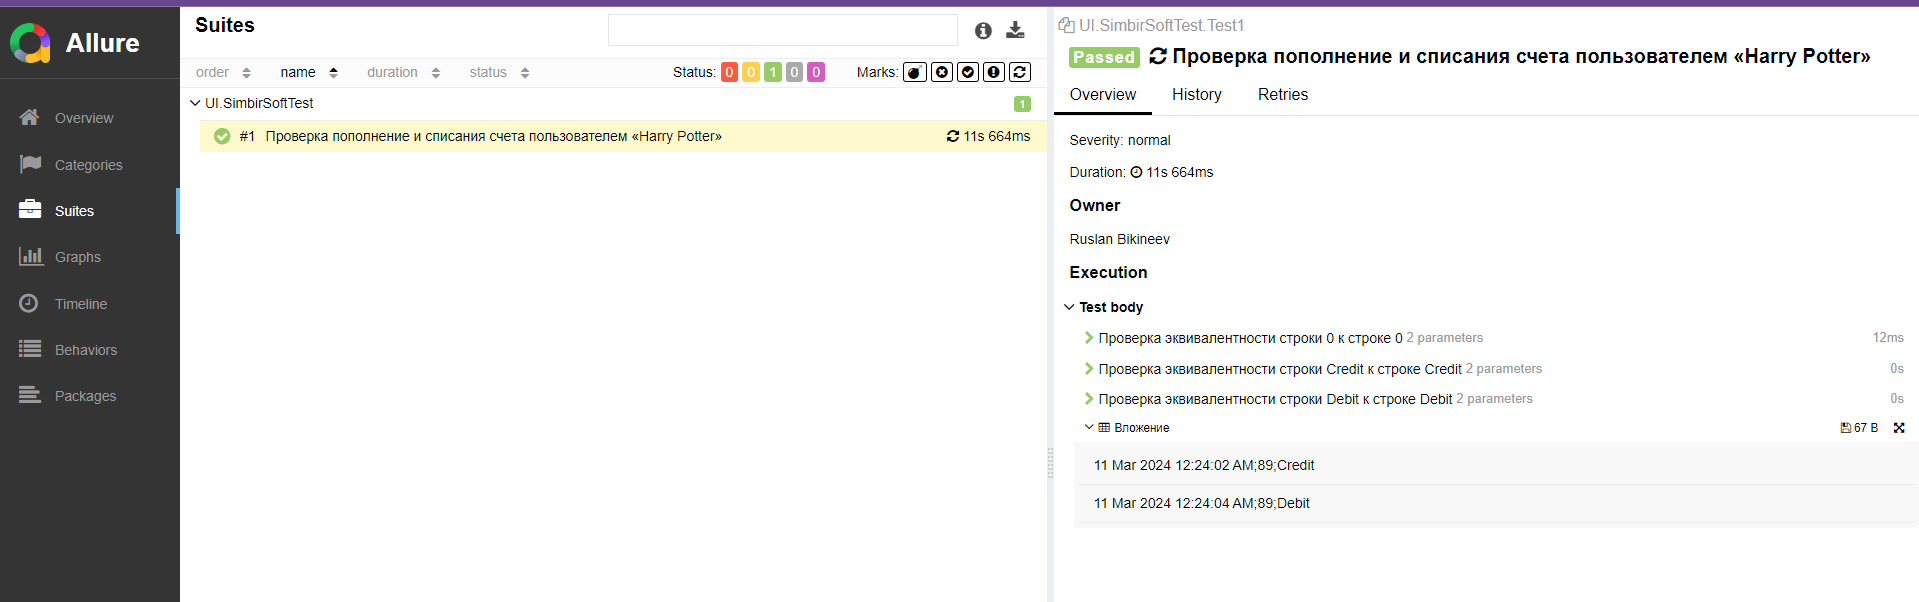 Allure
Overview
Categories
Suites
Graphs
Timeline
Behaviors
Packages
Suites
order name duration status Status: 0 0 1 0 0 Marks:
UI.SimbirSoftTest 1
#1 Проверка пополнение и списания счета пользователем «Harry Potter» 11s 664ms
UI.SimbirSoftTest.Test1
Passed Проверка пополнение и списания счета пользователем «Harry Potter»
Overview History Retries
Severity: normal
Duration: 11s 664ms
Owner
Ruslan Bikineev
Execution
Test body
Проверка эквивалентности строки 0 к строке 0 2 parameters 12ms
Проверка эквивалентности строки Credit к строке Credit 2 parameters 0s
Проверка эквивалентности строки Debit к строке Debit 2 parameters 0s
Вложение 67 B
11 Mar 2024 12:24:02 AM;89;Credit
11 Mar 2024 12:24:04 AM;89;Debit